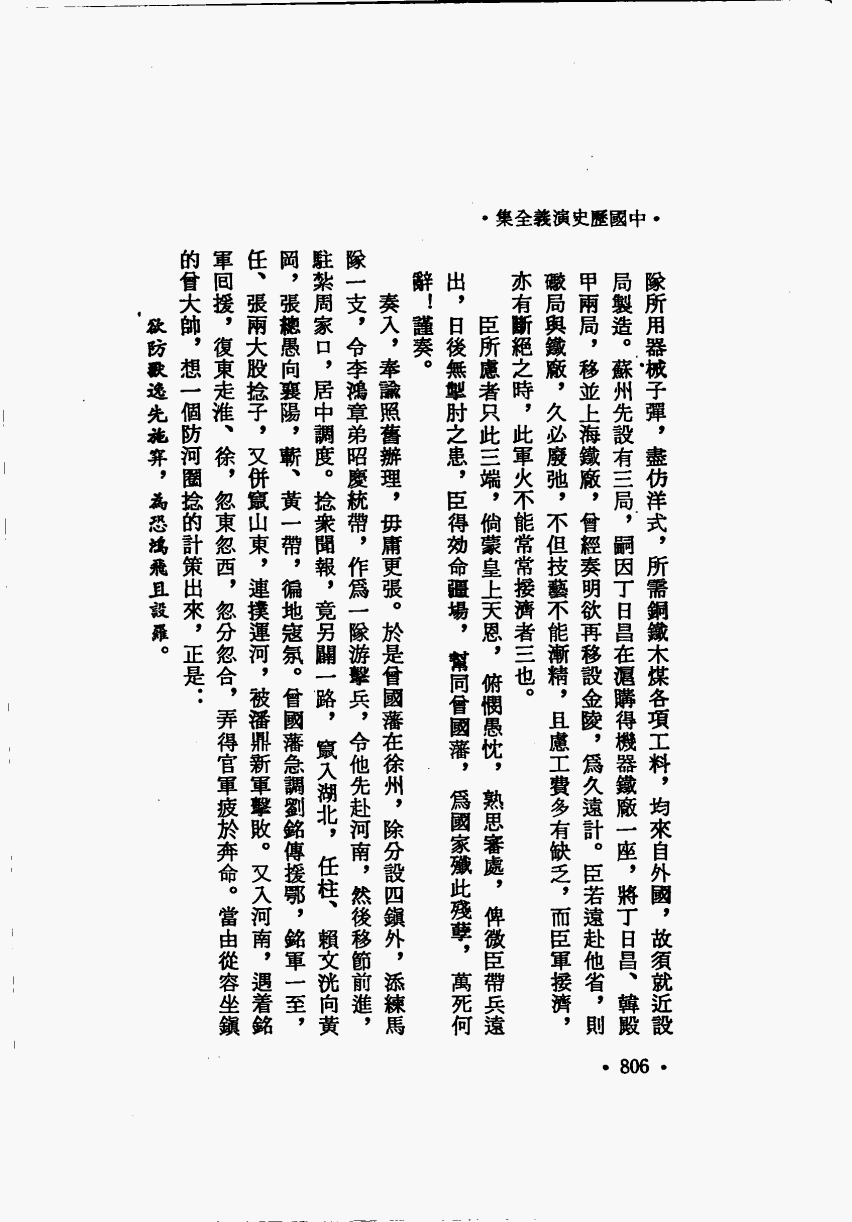 •中國歷史演義全集•
隊所用器械子彈，盡仿洋式，所需銅鐵木煤各項工料，均來自外國，故須就近設
局製造。蘇州先設有三局，嗣因丁日昌在滬購得機器鐵廠一座，將丁日昌、韓殿
甲兩局，移並上海鐵廠，曾經奏明欲再移設金陵，爲久遠計。臣若遠赴他省，則
礮局與鐵廠，久必廢弛，不但技藝不能漸精，且慮工費多有缺乏，而臣軍接濟，
亦有斷絕之時，此軍火不能常常接濟者三也。
臣所慮者只此三端，倘蒙皇上天恩，俯憫愚忱，熟思審處，俾微臣帶兵遠
出，日後無掣肘之患，臣得効命疆場，幫同曾國藩，爲國家殲此殘孽，萬死何
辭！謹奏。
奏入，奉諭照舊辦理，毋庸更張。於是曾國藩在徐州，除分設四鎭外，添練馬
隊一支，令李鴻章弟昭慶統帶，作爲一隊游擊兵，令他先赴河南，然後移節前進，
駐紮周家口，居中調度。捻衆聞報，竟另闢一路，竄入湖北，任柱、賴文洸向黃
岡，張總愚向襄陽，蘄、黃一帶，徧地寇氛。曾國藩急調劉銘傳援鄂，銘軍一至，
任、張兩大股捻子，又併竄山東，連撲運河，被潘鼎新軍擊敗。又入河南，遇着銘
軍回援，復東走淮、徐，忽東忽西，忽分忽合，弄得官軍疲於奔命。當由從容坐鎭
的曾大帥，想一個防河圈捻的計策出來，正是：
欲防獸逸先施穽，爲恐鴻飛且設羅。
•806•